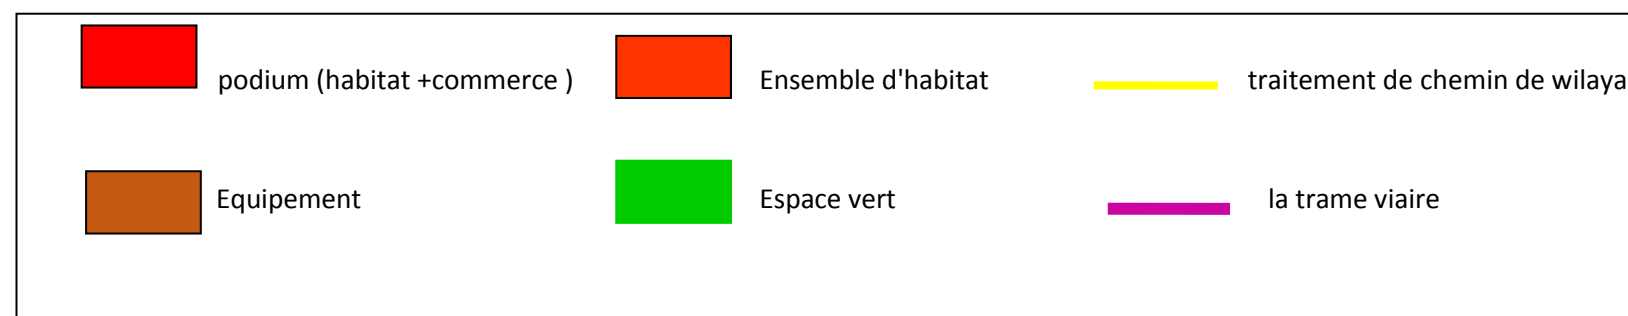 podium (habitat +commerce )
Ensemble d'habitat
traitement de chemin de wilaya
Equipement
Espace vert
la trame viaire